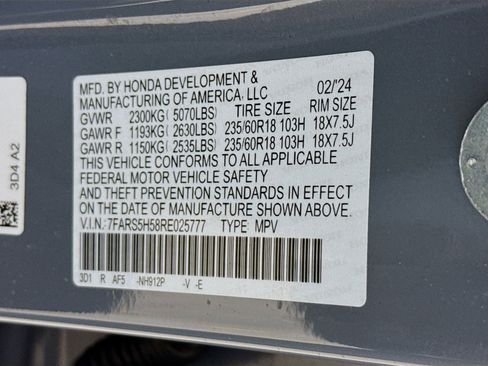 MFD. BY HONDA DEVELOPMENT &
MANUFACTURING OF AMERICA, LLC 02/'24
GVWR 2300KG( 5070LBS) TIRE SIZE RIM SIZE
GAWR F 1193KG( 2630LBS) 235/60R18 103H 18X7.5J
GAWR R 1150KG( 2535LBS) 235/60R18 103H 18X7.5J
THIS VEHICLE CONFORMS TO ALL APPLICABLE
FEDERAL MOTOR VEHICLE SAFETY
AND THEFT PREVENTION STANDARDS IN EFFECT
ON THE DATE OF MANUFACTURE SHOWN ABOVE.
V.I.N.: 7FARS5H58RE025777 TYPE: MPV
3D1 R AF5 -NH912P -V -E
3D4 A2